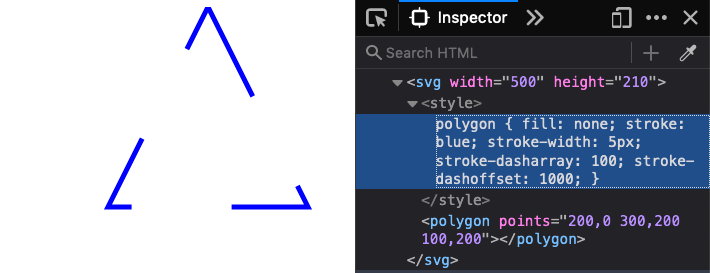 Inspector
Search HTML
<svg width="500" height="210">
<style>
polygon { fill: none; stroke:
blue; stroke-width: 5px;
stroke-dasharray: 100; stroke-
dashoffset: 1000; }
</style>
<polygon points="200,0 300,200
100,200"></polygon>
</svg>